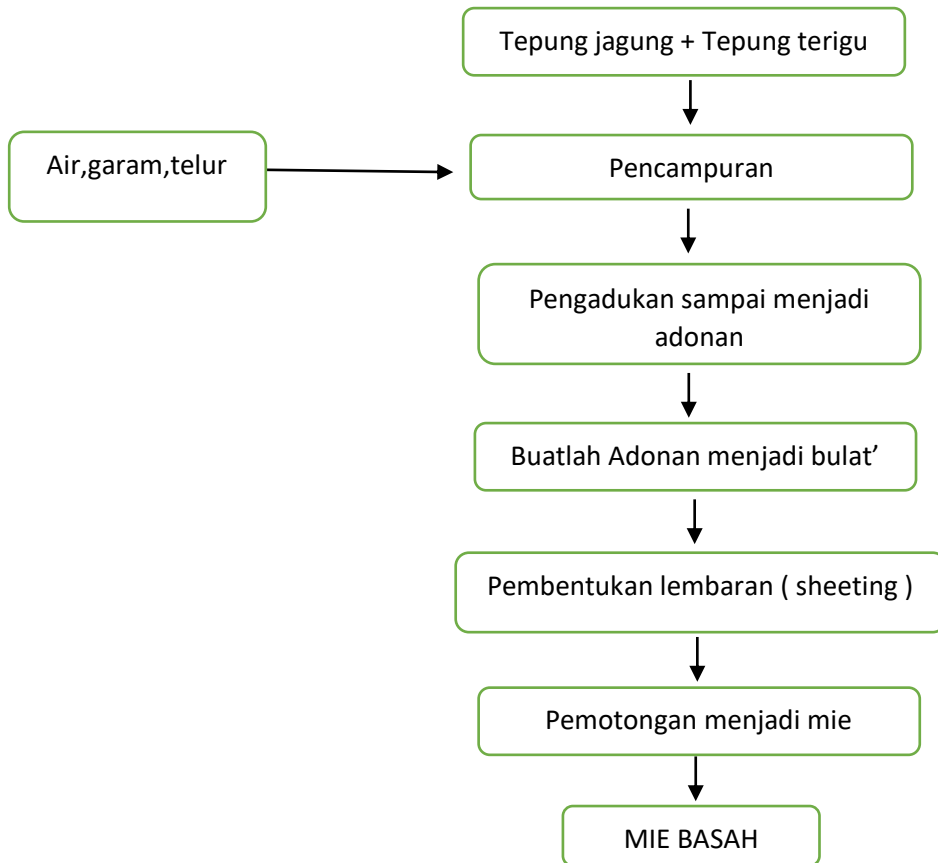 Tepung jagung + Tepung terigu
Air,garam,telur
Pencampuran
Pengadukan sampai menjadi
adonan
Buatlah Adonan menjadi bulat’
Pembentukan lembaran ( sheeting )
Pemotongan menjadi mie
MIE BASAH